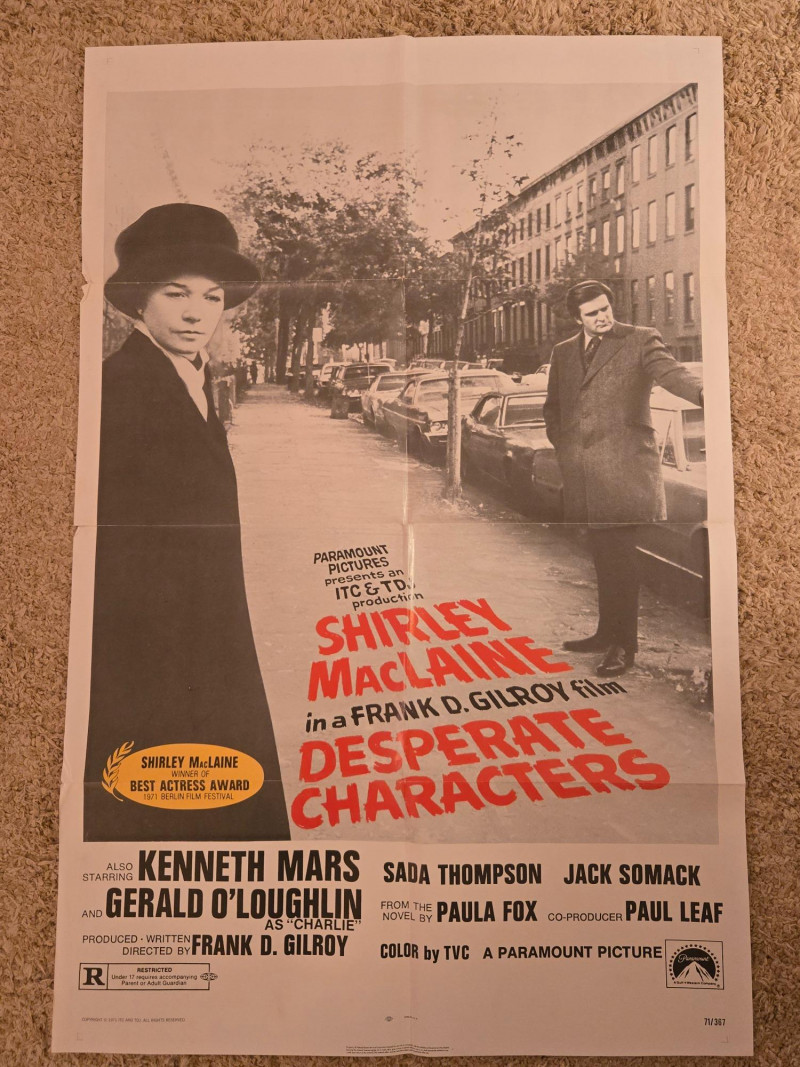 PARAMOUNT
PICTURES
presents an
ITC & TDJ
production
SHIRLEY
MACLAINE
in a FRANK D. GILROY film
DESPERATE
CHARACTERS
SHIRLEY MACLAINE
WINNER OF
BEST ACTRESS AWARD
1971 BERLIN FILM FESTIVAL
ALSO STARRING KENNETH MARS
SADA THOMPSON JACK SOMACK
AND GERALD O'LOUGHLIN
AS "CHARLIE"
FROM THE NOVEL BY PAULA FOX CO-PRODUCER PAUL LEAF
PRODUCED · WRITTEN DIRECTED BY FRANK D. GILROY
COLOR by TVC A PARAMOUNT PICTURE
Paramount
R
RESTRICTED
Under 17 requires accompanying
Parent or Adult Guardian
71/367